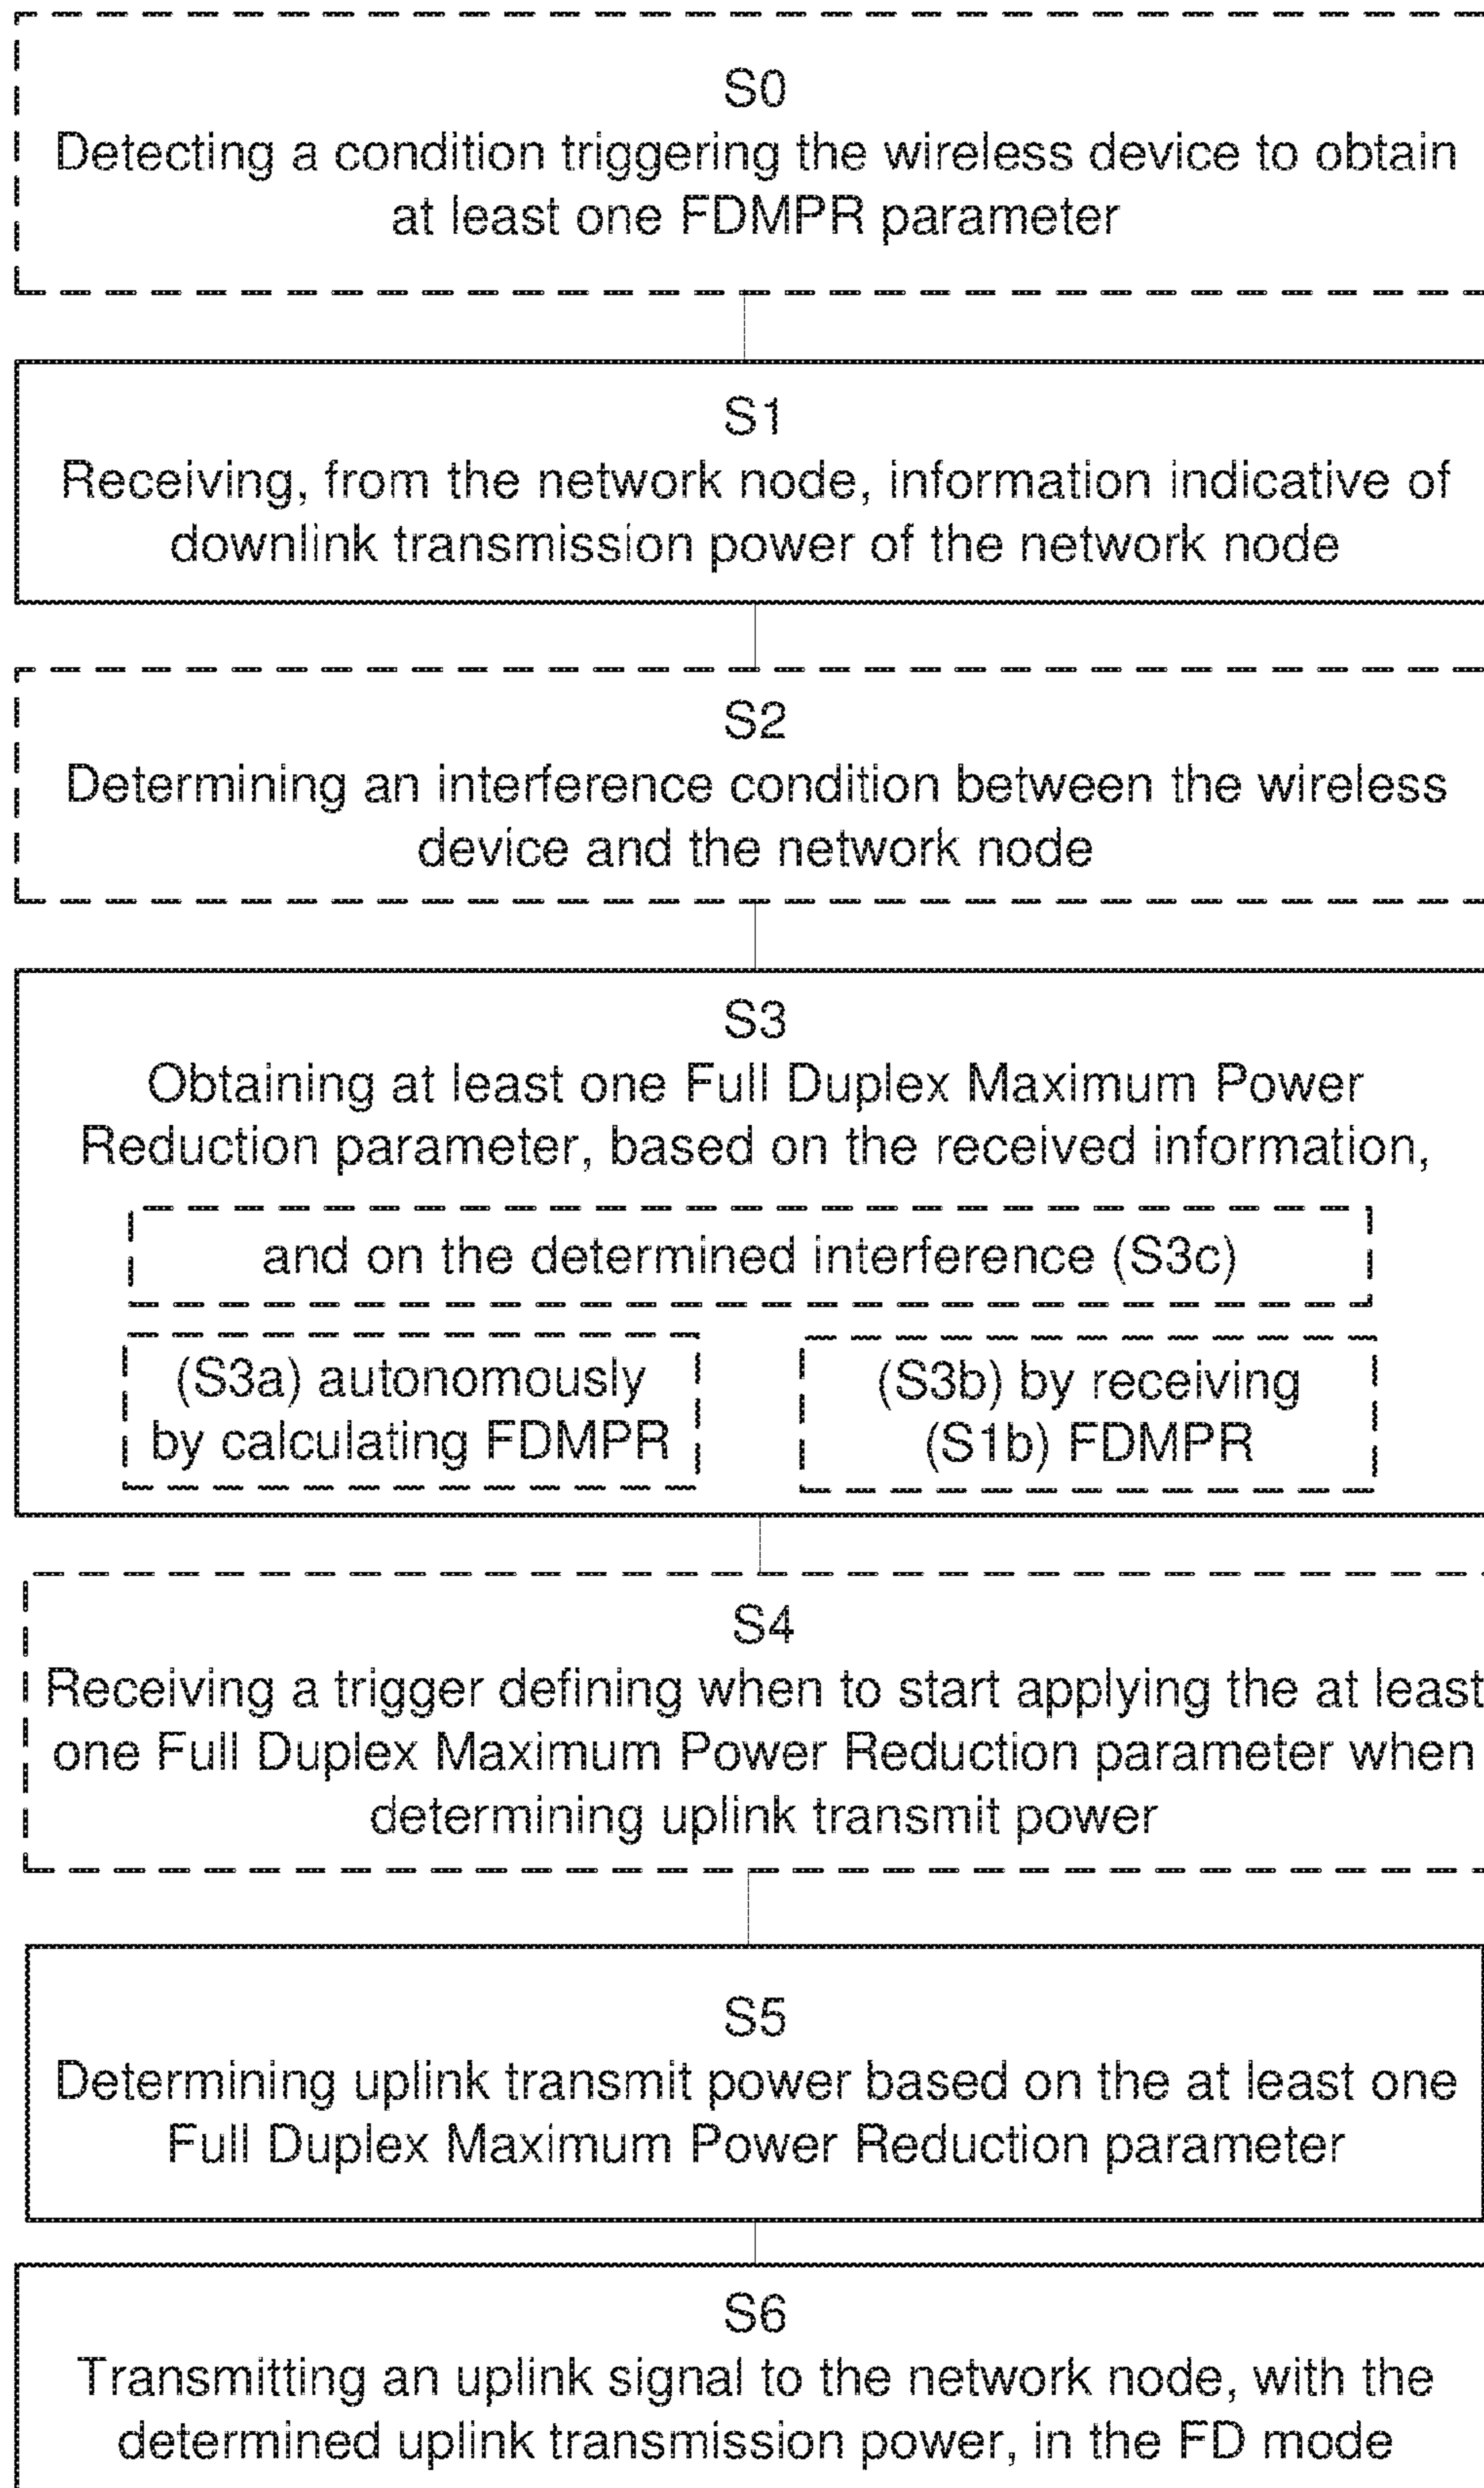 S0
Detecting a condition triggering the wireless device to obtain
at least one FDMPR parameter
S1
Receiving, from the network node, information indicative of
downlink transmission power of the network node
S2
Determining an interference condition between the wireless
device and the network node
S3
Obtaining at least one Full Duplex Maximum Power
Reduction parameter, based on the received information,
and on the determined interference (S3c)
(S3a) autonomously
by calculating FDMPR
(S3b) by receiving
(S1b) FDMPR
S4
Receiving a trigger defining when to start applying the at least
one Full Duplex Maximum Power Reduction parameter when
determining uplink transmit power
S5
Determining uplink transmit power based on the at least one
Full Duplex Maximum Power Reduction parameter
S6
Transmitting an uplink signal to the network node, with the
determined uplink transmission power, in the FD mode